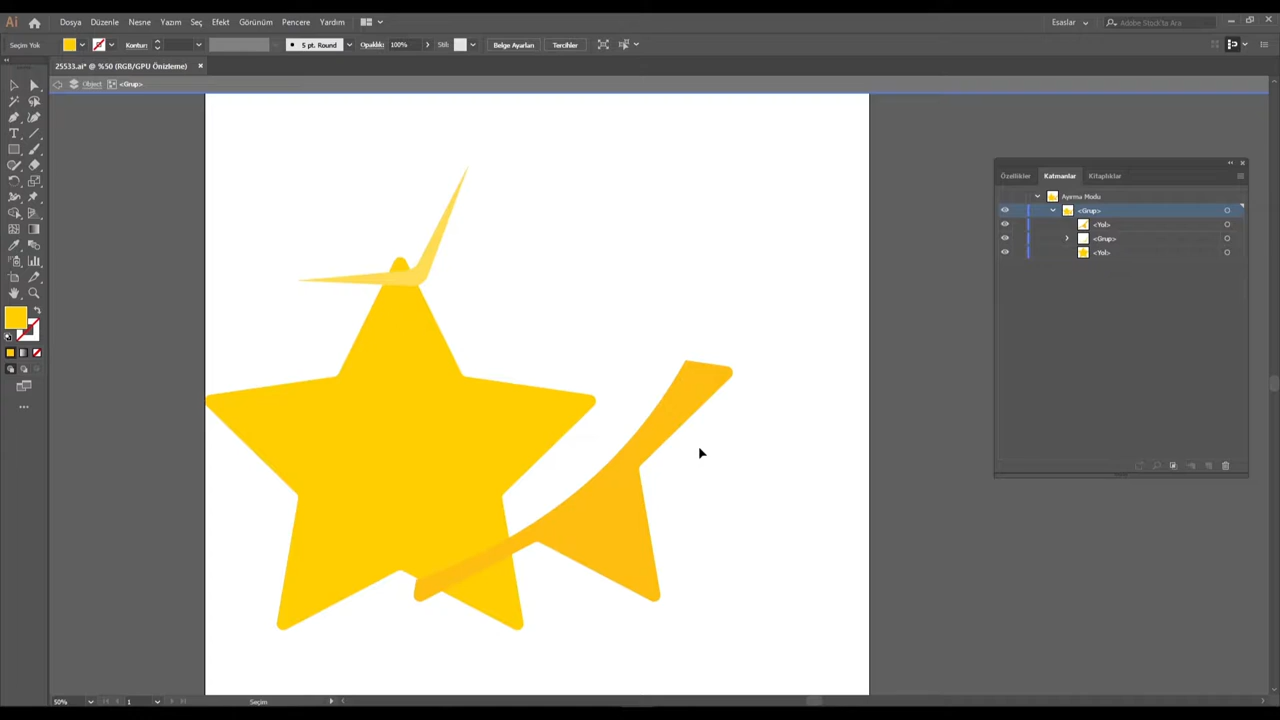 Ai Dosya Düzenle Nesne Yazım Seç Efekt Görünüm Pencere Yardım Esaslar Adobe Stock'ta Ara
Seçim Yok Kontur: 5 pt. Round Opaklık: 100% Stil: Belge Ayarları Tercihler
25533.ai* @ %50 (RGB/GPU Önizleme)
Object <Grup>
Özellikler Katmanlar Kitaplıklar
Ayırma Modu
<Grup>
<Yol>
<Grup>
<Yol>
50% 1 Seçim